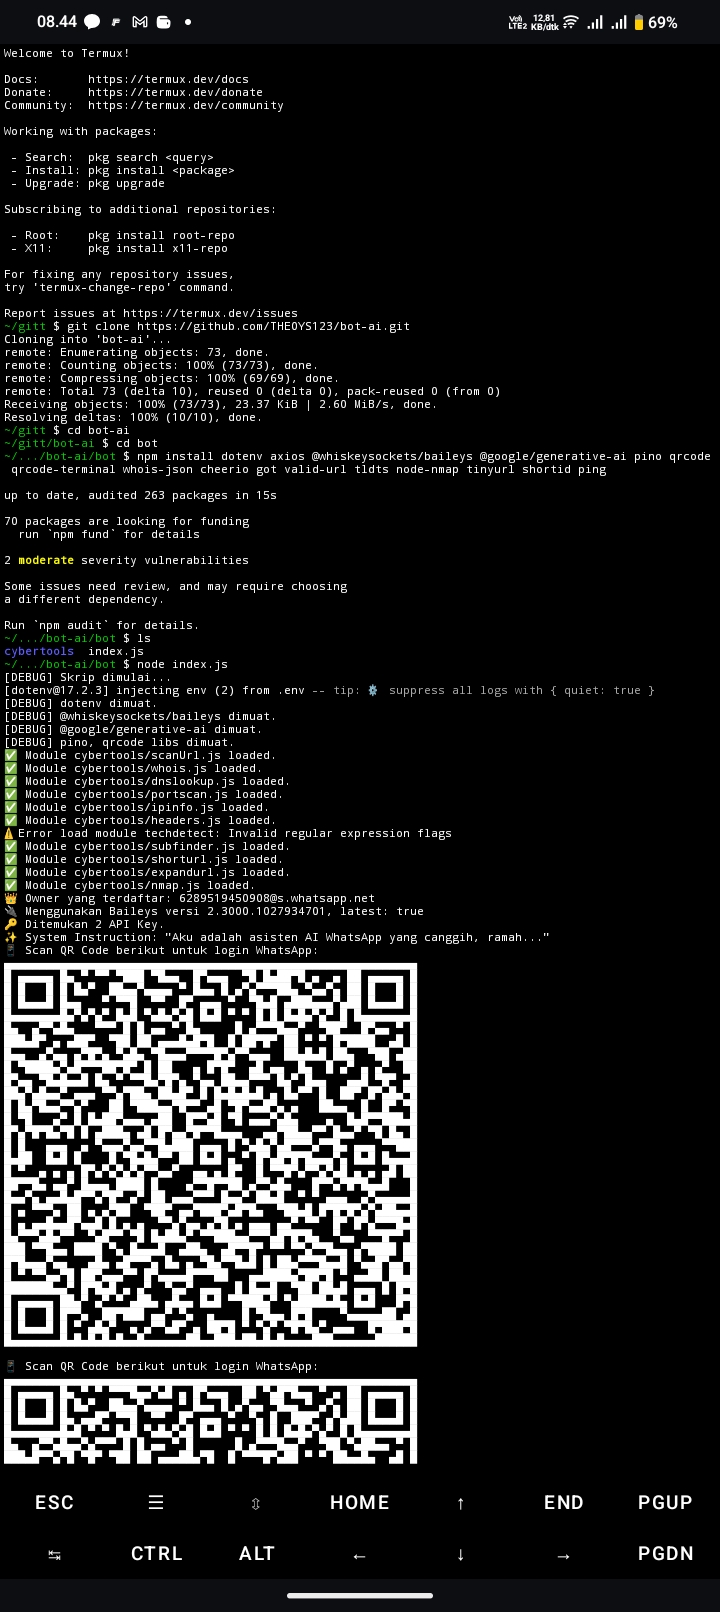 08.44
VoD LTE2 12,81 KB/dtk 69%
Welcome to Termux!
Docs: https://termux.dev/docs
Donate: https://termux.dev/donate
Community: https://termux.dev/community
Working with packages:
- Search: pkg search <query>
- Install: pkg install <package>
- Upgrade: pkg upgrade
Subscribing to additional repositories:
- Root: pkg install root-repo
- X11: pkg install x11-repo
For fixing any repository issues,
try 'termux-change-repo' command.
Report issues at https://termux.dev/issues
~/gitt $ git clone https://github.com/THEOYS123/bot-ai.git
Cloning into 'bot-ai'...
remote: Enumerating objects: 73, done.
remote: Counting objects: 100% (73/73), done.
remote: Compressing objects: 100% (69/69), done.
remote: Total 73 (delta 10), reused 0 (delta 0), pack-reused 0 (from 0)
Receiving objects: 100% (73/73), 23.37 KiB | 2.60 MiB/s, done.
Resolving deltas: 100% (10/10), done.
~/gitt $ cd bot-ai
~/gitt/bot-ai $ cd bot
~/.../bot-ai/bot $ npm install dotenv axios @whiskeysockets/baileys @google/generative-ai pino qrcode
qrcode-terminal whois-json cheerio got valid-url tldts node-nmap tinyurl shortid ping
up to date, audited 263 packages in 15s
70 packages are looking for funding
run `npm fund` for details
2 moderate severity vulnerabilities
Some issues need review, and may require choosing
a different dependency.
Run `npm audit` for details.
~/.../bot-ai/bot $ ls
cybertools index.js
~/.../bot-ai/bot $ node index.js
[DEBUG] Skrip dimulai...
[dotenv@17.2.3] injecting env (2) from .env -- tip: ⚙️ suppress all logs with { quiet: true }
[DEBUG] dotenv dimuat.
[DEBUG] @whiskeysockets/baileys dimuat.
[DEBUG] @google/generative-ai dimuat.
[DEBUG] pino, qrcode libs dimuat.
✅ Module cybertools/scanUrl.js loaded.
✅ Module cybertools/whois.js loaded.
✅ Module cybertools/dnslookup.js loaded.
✅ Module cybertools/portscan.js loaded.
✅ Module cybertools/ipinfo.js loaded.
✅ Module cybertools/headers.js loaded.
⚠️Error load module techdetect: Invalid regular expression flags
✅ Module cybertools/subfinder.js loaded.
✅ Module cybertools/shorturl.js loaded.
✅ Module cybertools/expandurl.js loaded.
✅ Module cybertools/nmap.js loaded.
👑 Owner yang terdaftar: 6289519450908@s.whatsapp.net
🔌 Menggunakan Baileys versi 2.3000.1027934701, latest: true
🔑 Ditemukan 2 API Key.
✨ System Instruction: "Aku adalah asisten AI WhatsApp yang canggih, ramah..."
📱 Scan QR Code berikut untuk login WhatsApp:
📱 Scan QR Code berikut untuk login WhatsApp:
ESC ☰ ⇳ HOME ↑ END PGUP
↹ CTRL ALT ← ↓ → PGDN